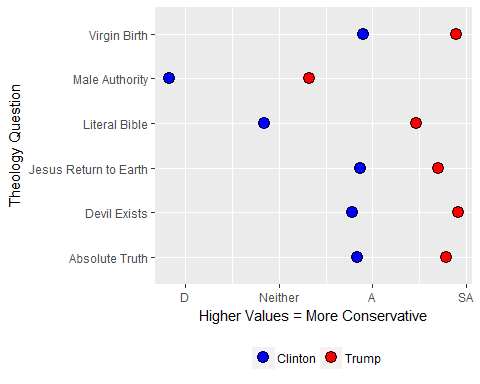 Theology Question
Virgin Birth
Male Authority
Literal Bible
Jesus Return to Earth
Devil Exists
Absolute Truth
D Neither A SA
Higher Values = More Conservative
Clinton Trump